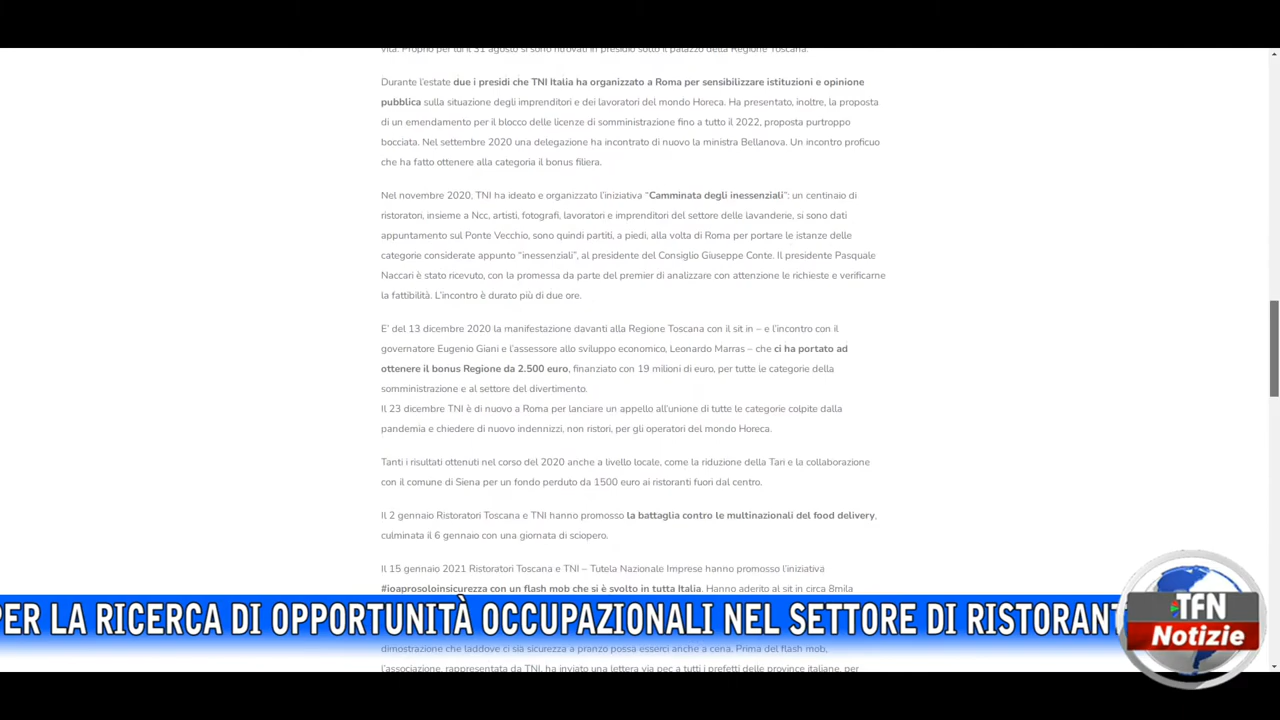 vita. Proprio per lui il 31 agosto si sono ritrovati in presidio sotto il palazzo della Regione Toscana.
Durante l'estate due i presidi che TNI Italia ha organizzato a Roma per sensibilizzare istituzioni e opinione
pubblica sulla situazione degli imprenditori e dei lavoratori del mondo Horeca. Ha presentato, inoltre, la proposta
di un emendamento per il blocco delle licenze di somministrazione fino a tutto il 2022, proposta purtroppo
bocciata. Nel settembre 2020 una delegazione ha incontrato di nuovo la ministra Bellanova. Un incontro proficuo
che ha fatto ottenere alla categoria il bonus filiera.
Nel novembre 2020, TNI ha ideato e organizzato l'iniziativa “Camminata degli inessenziali”: un centinaio di
ristoratori, insieme a Ncc, artisti. fotografi, lavoratori e imprenditori del settore delle lavanderie, si sono dati
appuntamento sul Ponte Vecchio, sono quindi partiti, a piedi, alla volta di Roma per portare le istanze delle
categorie considerate appunto “inessenziali”, al presidente del Consiglio Giuseppe Conte. Il presidente Pasquale
Naccari è stato ricevuto, con la promessa da parte del premier di analizzare con attenzione le richieste e verificarne
la fattibilità. L'incontro è durato più di due ore.
E' del 13 dicembre 2020 la manifestazione davanti alla Regione Toscana con il sit in – e l'incontro con il
governatore Eugenio Giani e l'assessore allo sviluppo economico, Leonardo Marras – che ci ha portato ad
ottenere il bonus Regione da 2.500 euro, finanziato con 19 milioni di euro, per tutte le categorie della
somministrazione e al settore del divertimento.
Il 23 dicembre TNI è di nuovo a Roma per lanciare un appello all'unione di tutte le categorie colpite dalla
pandemia e chiedere di nuovo indennizzi, non ristori, per gli operatori del mondo Horeca.
Tanti i risultati ottenuti nel corso del 2020 anche a livello locale, come la riduzione della Tari e la collaborazione
con il comune di Siena per un fondo perduto da 1500 euro ai ristoranti fuori dal centro.
Il 2 gennaio Ristoratori Toscana e TNI hanno promosso la battaglia contro le multinazionali del food delivery,
culminata il 6 gennaio con una giornata di sciopero.
Il 15 gennaio 2021 Ristoratori Toscana e TNI – Tutela Nazionale Imprese hanno promosso l'iniziativa
#ioaprosoloinsicurezza con un flash mob che si è svolto in tutta Italia. Hanno aderito al sit in circa 8mila
PER LA RICERCA DI OPPORTUNITÀ OCCUPAZIONALI NEL SETTORE DI RISTORANT
TFN
Notizie
dimostrazione che laddove ci sia sicurezza a pranzo possa esserci anche a cena. Prima del flash mob,
l'associazione, rappresentata da TNI, ha inviato una lettera via pec a tutti i prefetti delle province italiane, per